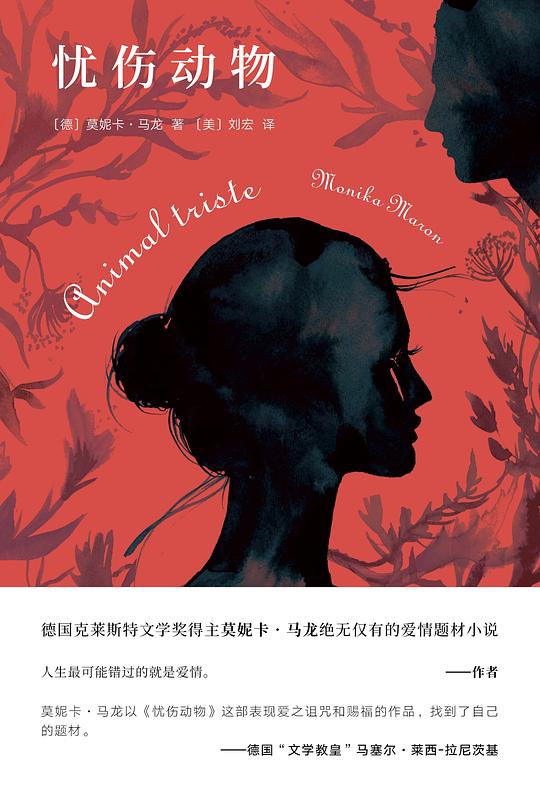 忧伤动物
［德］莫妮卡·马龙 著 ［美］刘宏 译
Animal triste
Monika Maron
德国克莱斯特文学奖得主莫妮卡·马龙绝无仅有的爱情题材小说
人生最可能错过的就是爱情。
——作者
莫妮卡·马龙以《忧伤动物》这部表现爱之诅咒和赐福的作品，找到了自己
的题材。
——德国“文学教皇”马塞尔·莱西-拉尼茨基